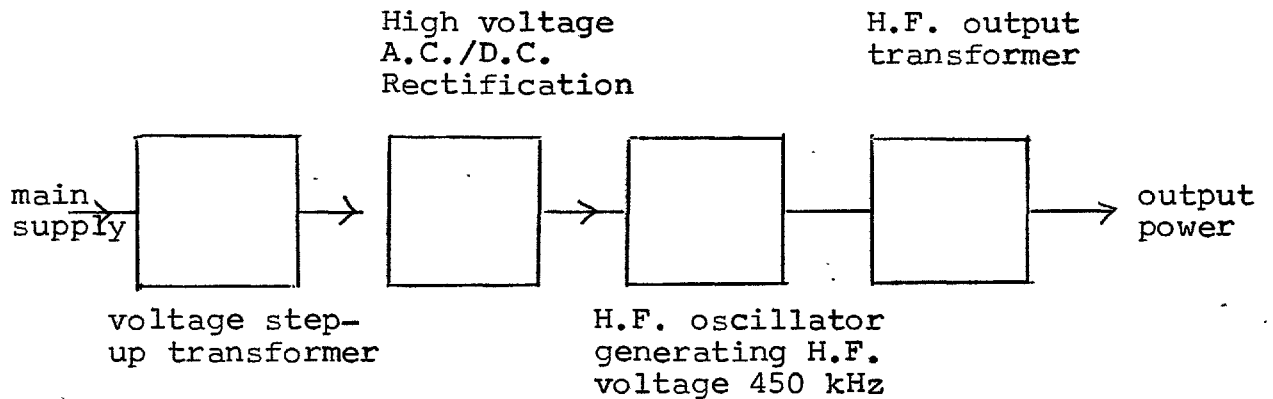 High voltage
A.C./D.C.
Rectification
H.F. output
transformer
main
supply
output
power
voltage step-
up transformer
H.F. oscillator
generating H.F.
voltage 450 kHz